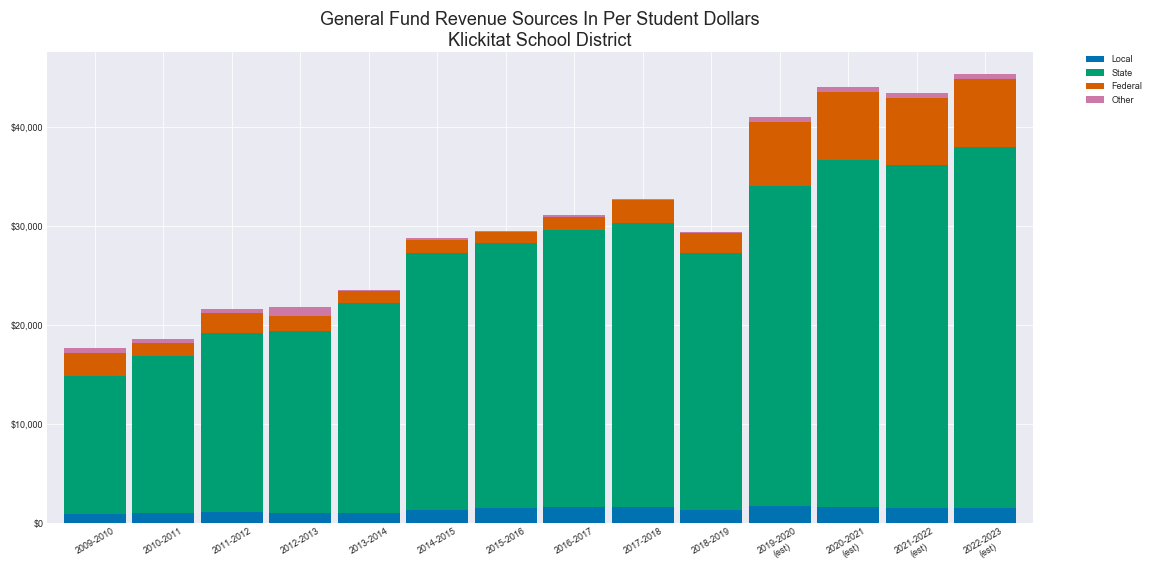 General Fund Revenue Sources In Per Student Dollars
Klickitat School District
Local
State
Federal
Other
$40,000
$30,000
$20,000
$10,000
$0
2009-2010
2010-2011
2011-2012
2012-2013
2013-2014
2014-2015
2015-2016
2016-2017
2017-2018
2018-2019
2019-2020
(est)
2020-2021
(est)
2021-2022
(est)
2022-2023
(est)